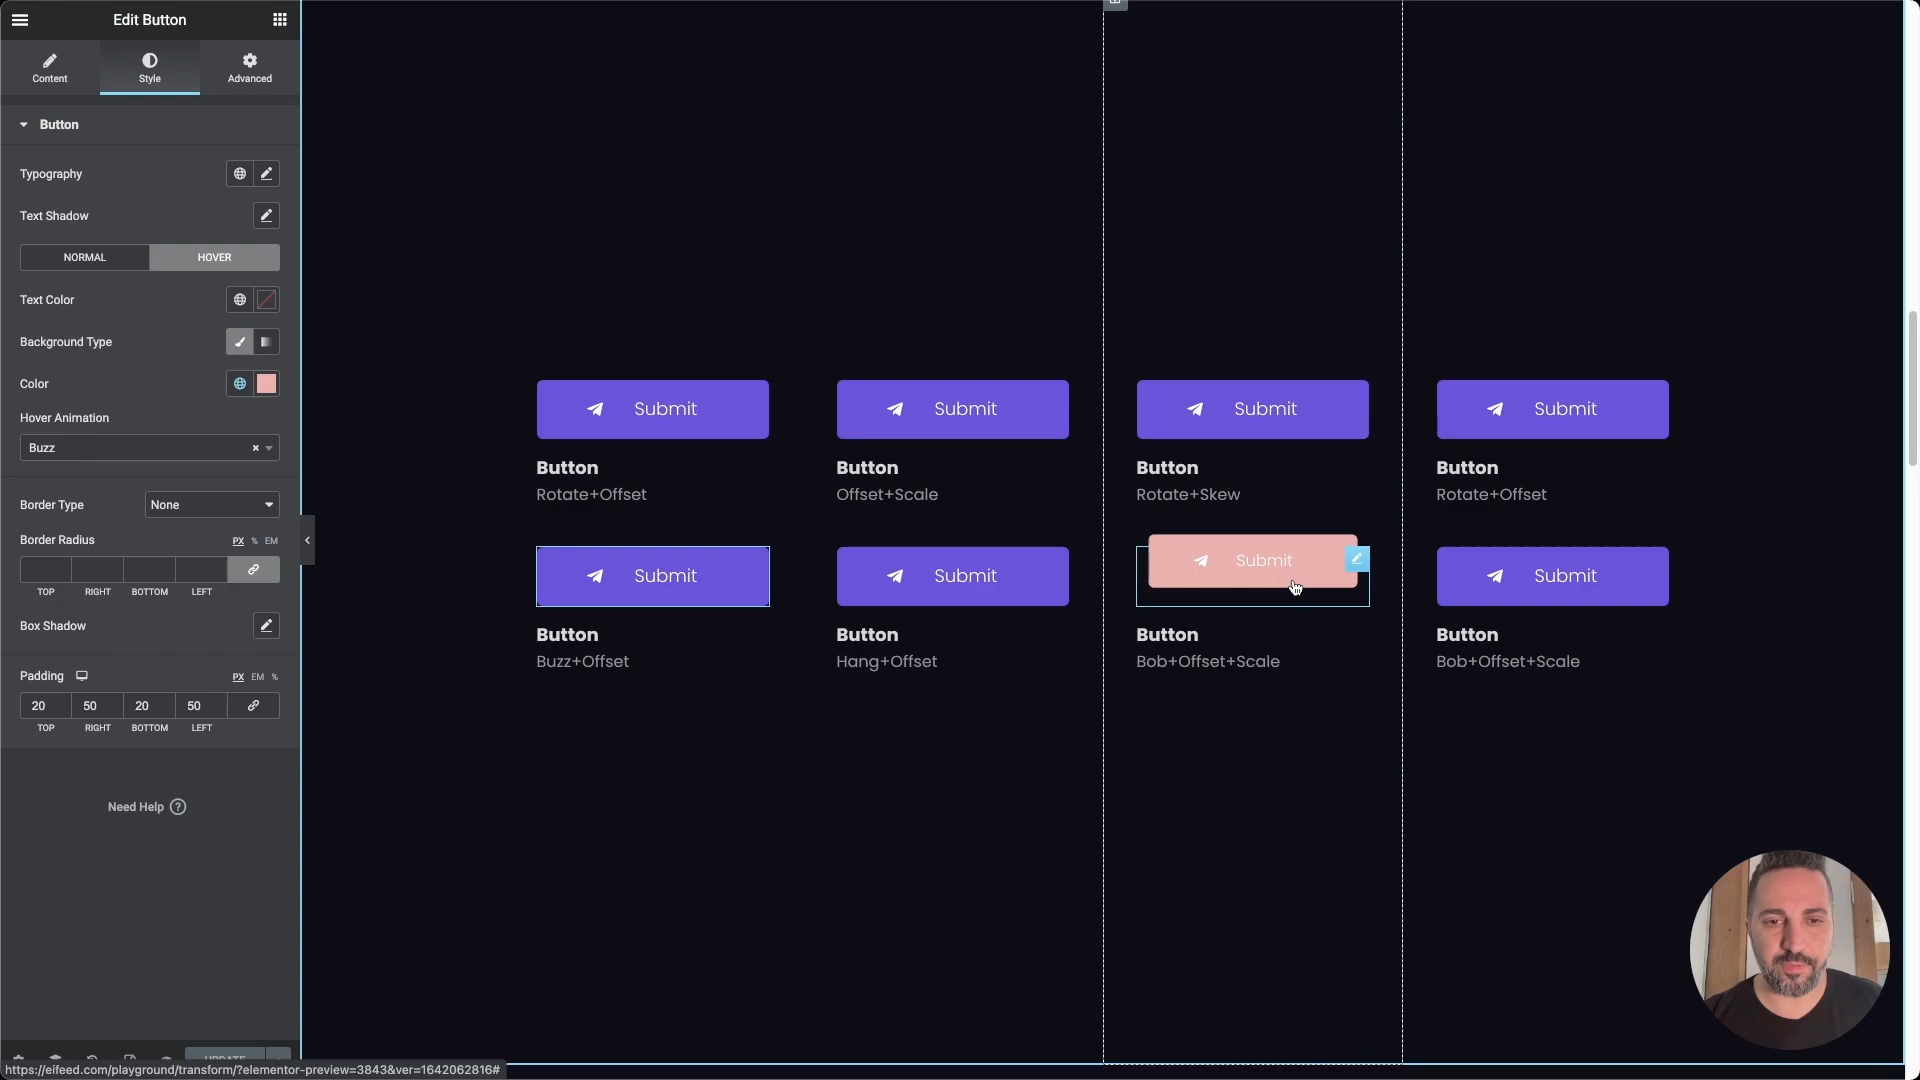 Edit Button
Content
Style
Advanced
Button
Typography
Text Shadow
NORMAL
HOVER
Text Color
Background Type
Color
Hover Animation
Buzz
Border Type
None
Border Radius
PX % EM
TOP RIGHT BOTTOM LEFT
Box Shadow
Padding
PX EM %
20 50 20 50
TOP RIGHT BOTTOM LEFT
Need Help
UPDATE
https://eifeed.com/playground/transform/?elementor-preview=3843&ver=1642062816#
Submit
Submit
Submit
Submit
Button
Button
Button
Button
Rotate+Offset
Offset+Scale
Rotate+Skew
Rotate+Offset
Submit
Submit
Submit
Submit
Button
Button
Button
Button
Buzz+Offset
Hang+Offset
Bob+Offset+Scale
Bob+Offset+Scale